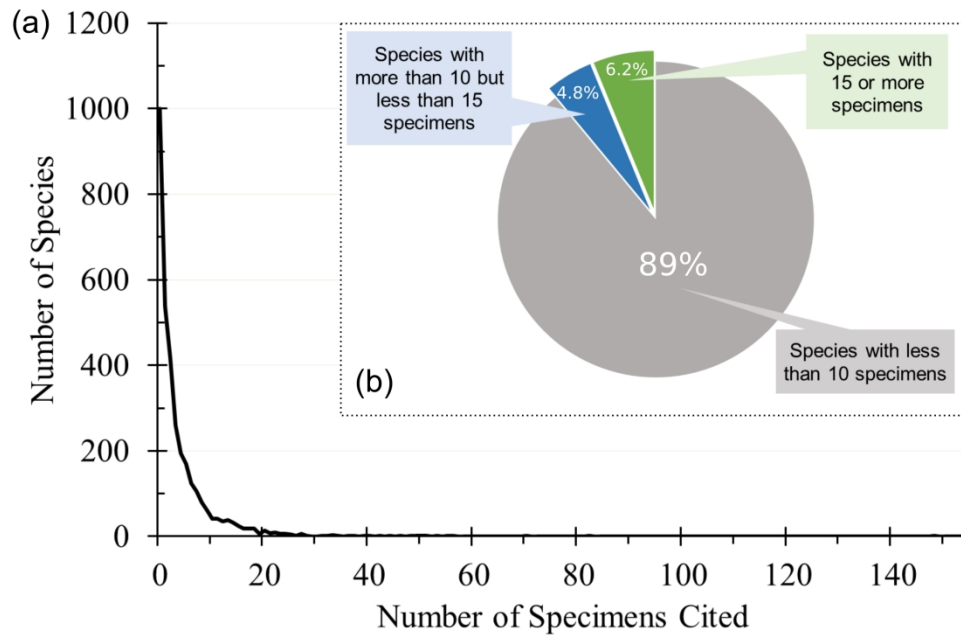 (a)
1200
1000
800
600
400
200
0
Number of Species
0 20 40 60 80 100 120 140
Number of Specimens Cited
(b)
Species with
more than 10 but
less than 15
specimens
4.8%
6.2%
Species with
15 or more
specimens
89%
Species with less
than 10 specimens